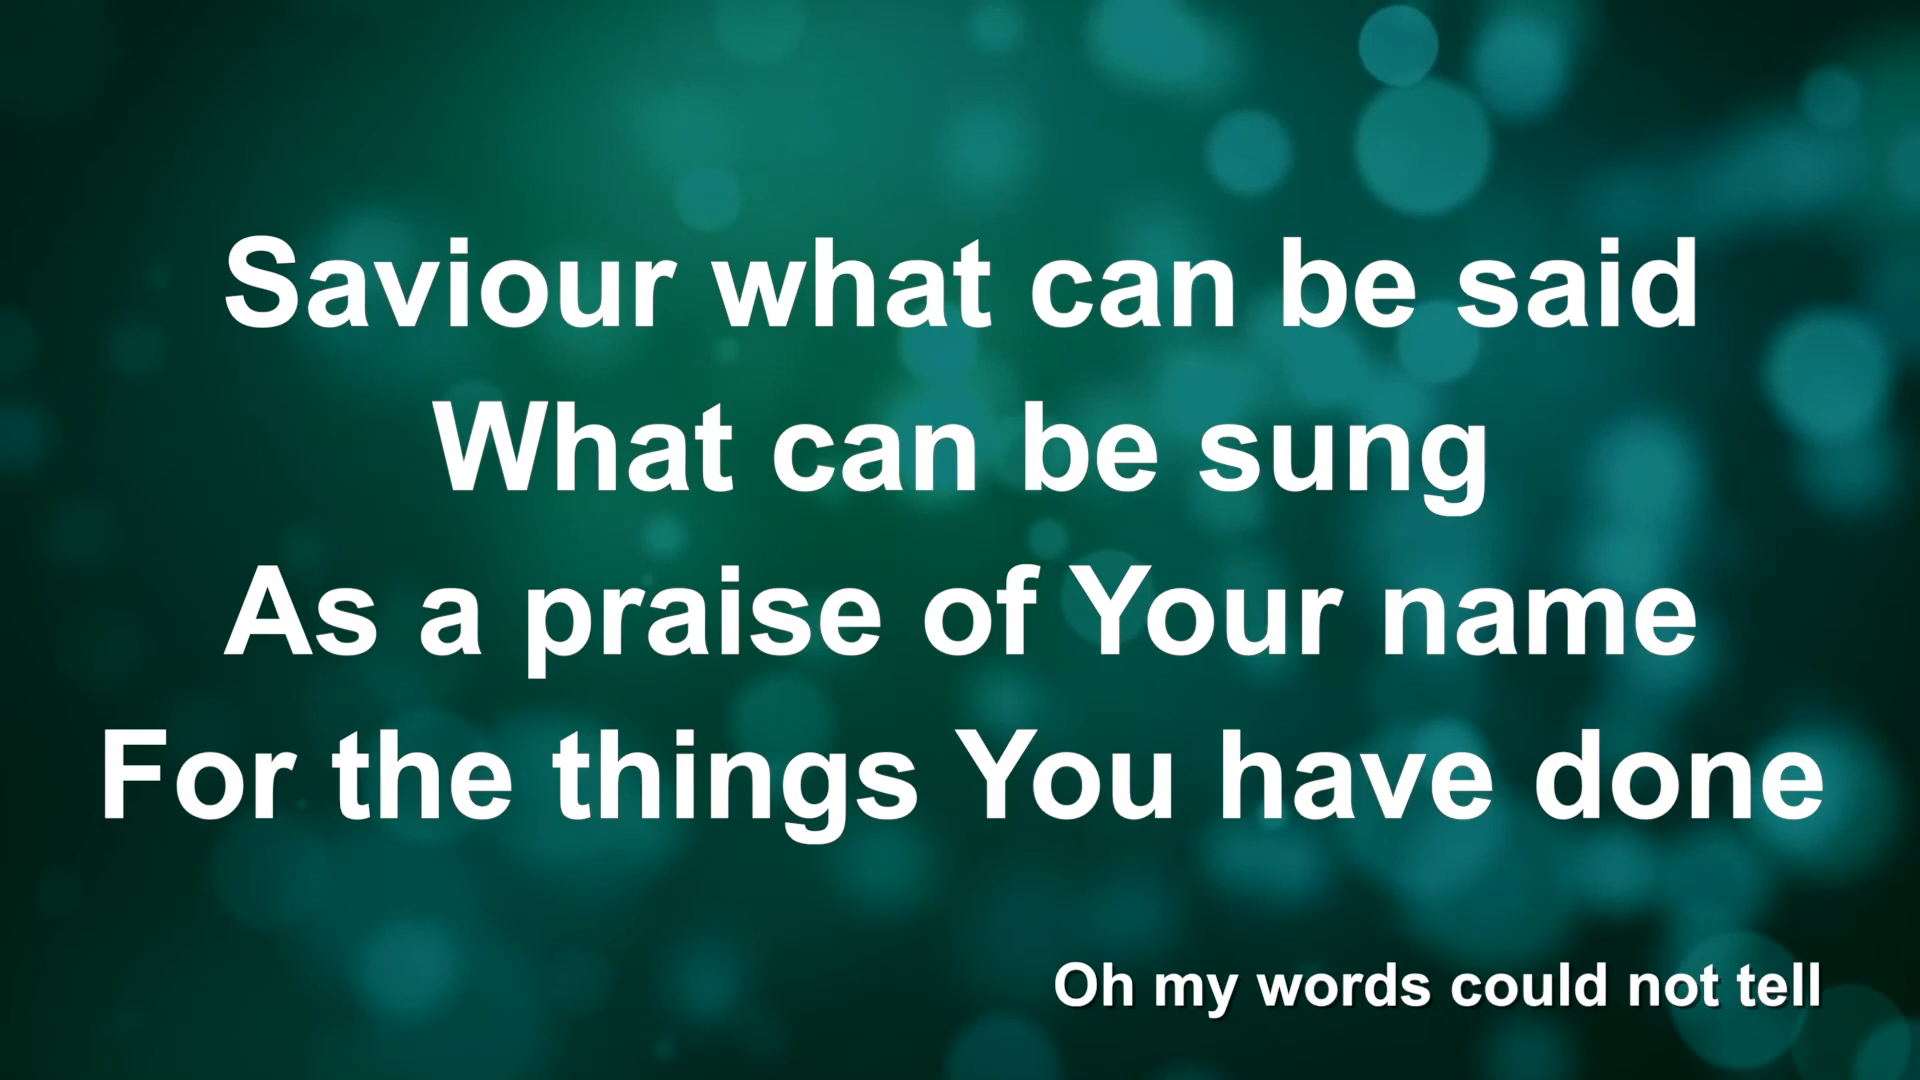 Saviour what can be said
What can be sung
As a praise of Your name
For the things You have done
Oh my words could not tell